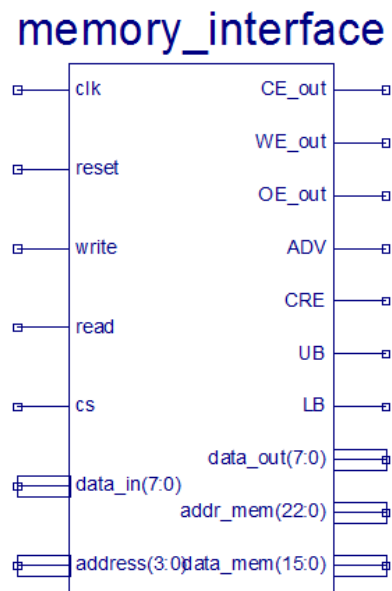 memory_interface
clk CE_out
WE_out
reset
OE_out
write ADV
CRE
read
UB
cs LB
data_out(7:0)
data_in(7:0)
addr_mem(22:0)
address(3:0) data_mem(15:0)